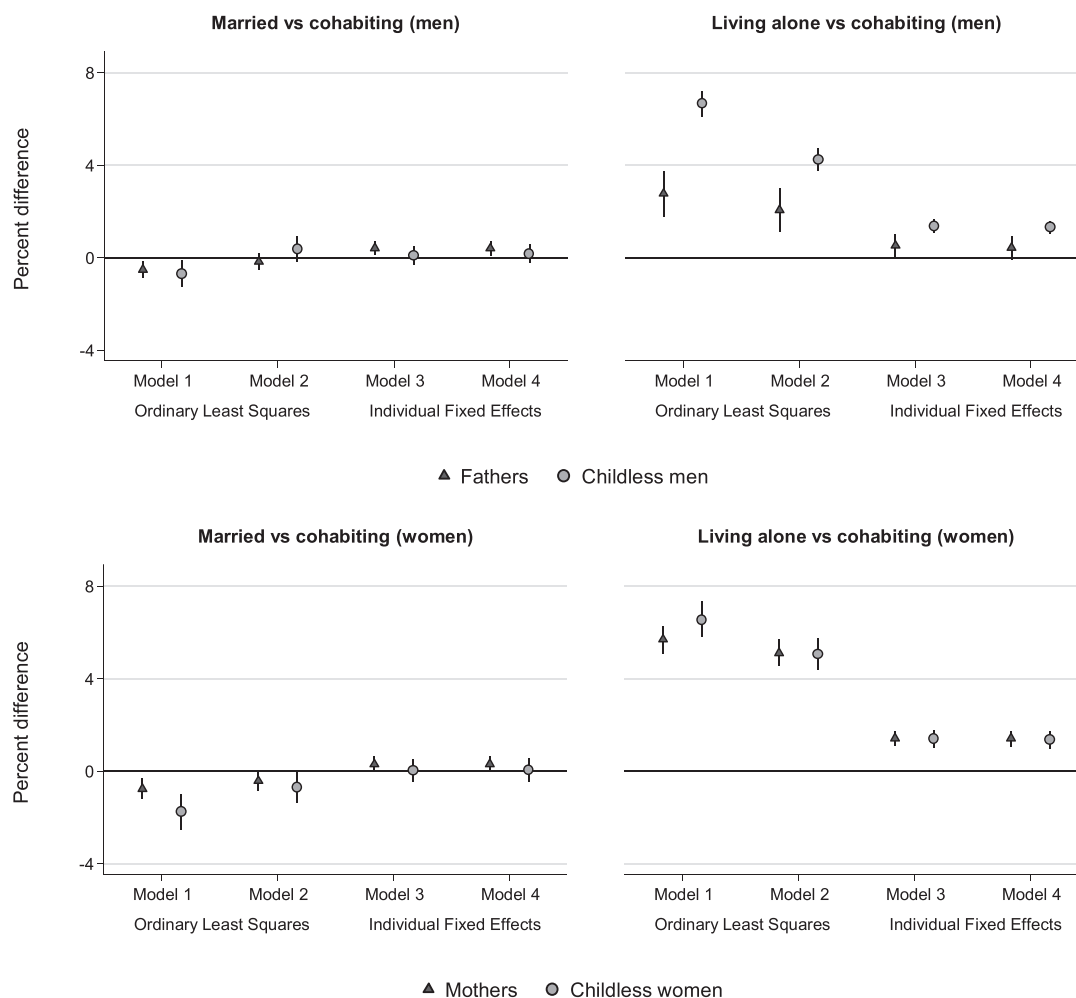 Married vs cohabiting (men)
Living alone vs cohabiting (men)
Percent difference
8
4
0
-4
Model 1 Model 2 Model 3 Model 4
Ordinary Least Squares Individual Fixed Effects
Model 1 Model 2 Model 3 Model 4
Ordinary Least Squares Individual Fixed Effects
Fathers Childless men
Married vs cohabiting (women)
Living alone vs cohabiting (women)
Percent difference
8
4
0
-4
Model 1 Model 2 Model 3 Model 4
Ordinary Least Squares Individual Fixed Effects
Model 1 Model 2 Model 3 Model 4
Ordinary Least Squares Individual Fixed Effects
Mothers Childless women